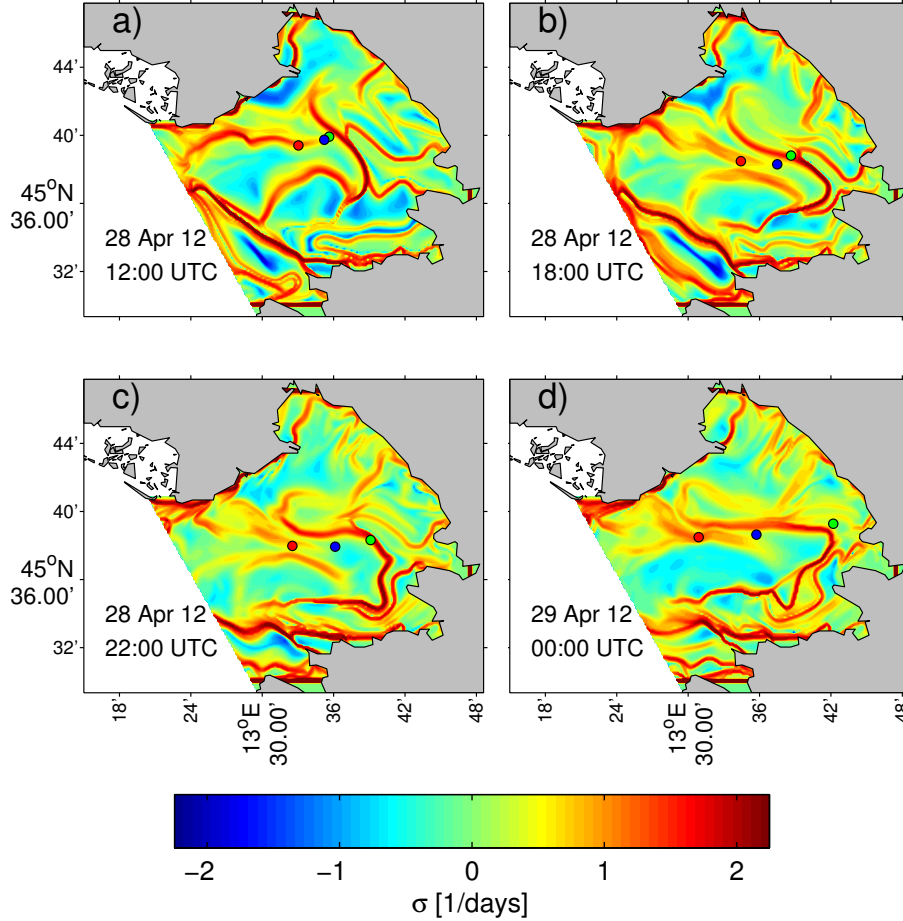 a)
b)
44'
40'
45°N
36.00'
32'
28 Apr 12
12:00 UTC
28 Apr 12
18:00 UTC
c)
d)
44'
40'
45°N
36.00'
32'
28 Apr 12
22:00 UTC
29 Apr 12
00:00 UTC
18'
24'
13°E
30.00'
36'
42'
48'
18'
24'
13°E
30.00'
36'
42'
48'
−2
−1
0
1
2
σ [1/days]